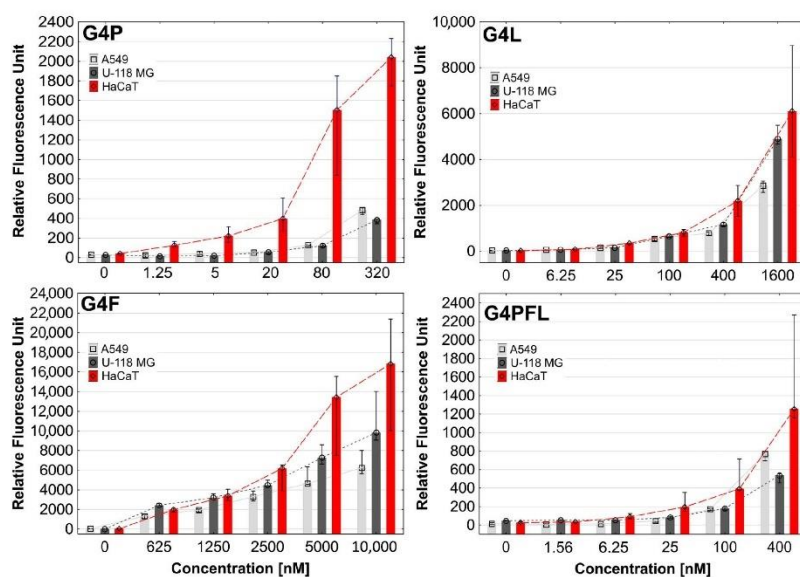 G4P
A549
U-118 MG
HaCaT
Relative Fluorescence Unit
2400
2200
2000
1800
1600
1400
1200
1000
800
600
400
200
0
0 1.25 5 20 80 320
G4L
A549
U-118 MG
HaCaT
Relative Fluorescence Unit
10,000
8000
6000
4000
2000
0
0 6.25 25 100 400 1600
G4F
A549
U-118 MG
HaCaT
Relative Fluorescence Unit
24,000
22,000
20,000
18,000
16,000
14,000
12,000
10,000
8000
6000
4000
2000
0
0 625 1250 2500 5000 10,000
Concentration [nM]
G4PFL
A549
U-118 MG
HaCaT
Relative Fluorescence Unit
2400
2200
2000
1800
1600
1400
1200
1000
800
600
400
200
0
0 1.56 6.25 25 100 400
Concentration [nM]